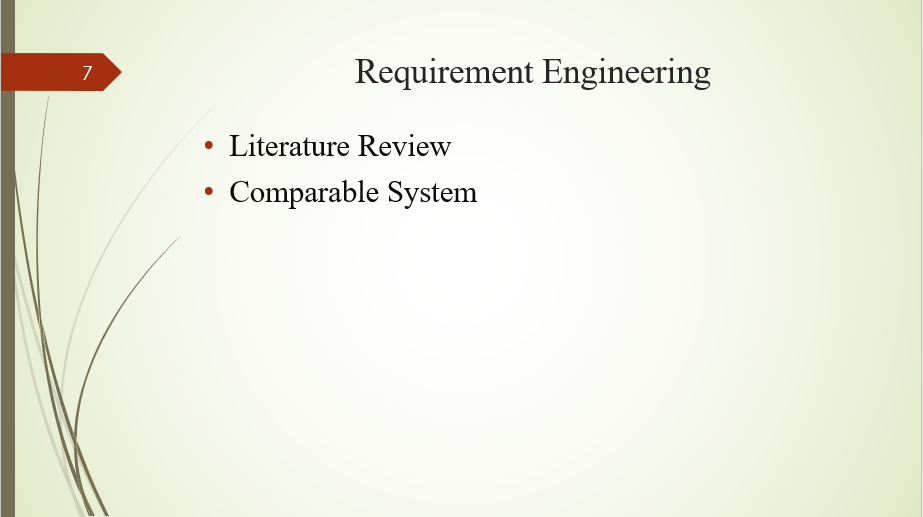 7
Requirement Engineering
• Literature Review
• Comparable System